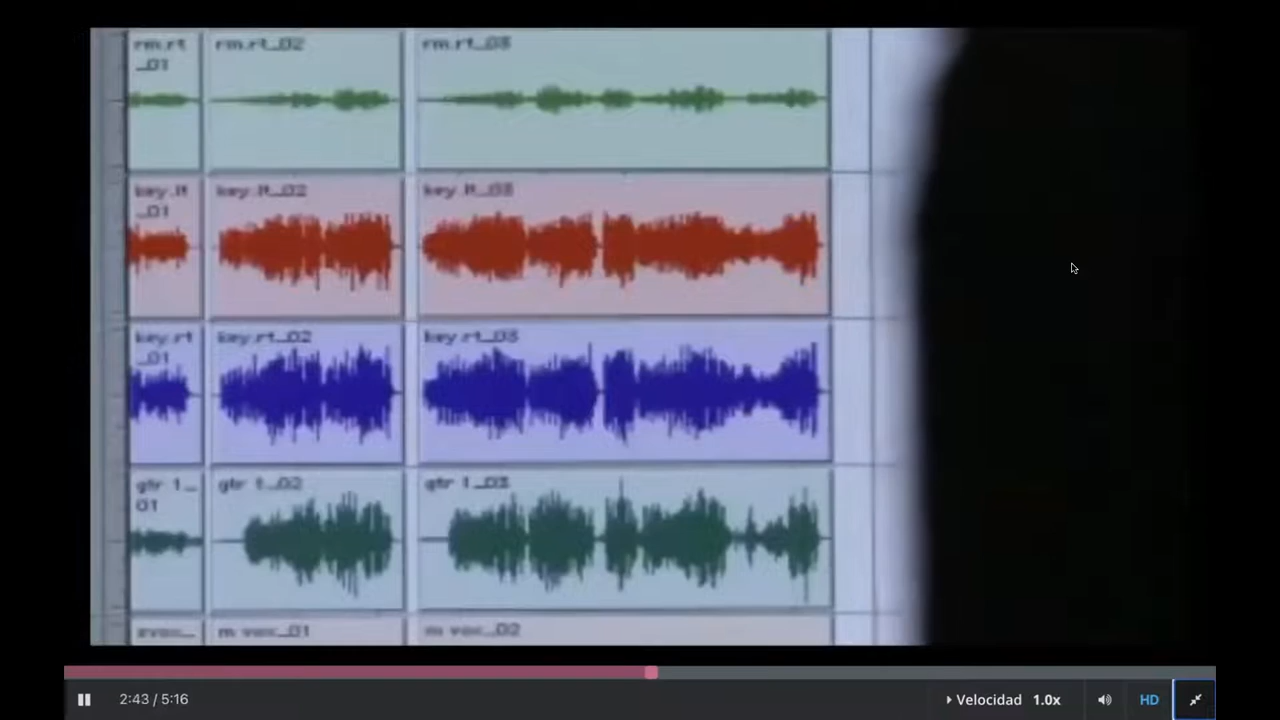 rm.rt
_01
rm.rt_02
rm.rt_03
key.lt
_01
key.lt_02
key.lt_03
key.rt
_01
key.rt_02
key.rt_03
gtr 1_
01
gtr 1_02
gtr 1_03
m vox_01
m vox_02
2:43 / 5:16
Velocidad 1.0x
HD